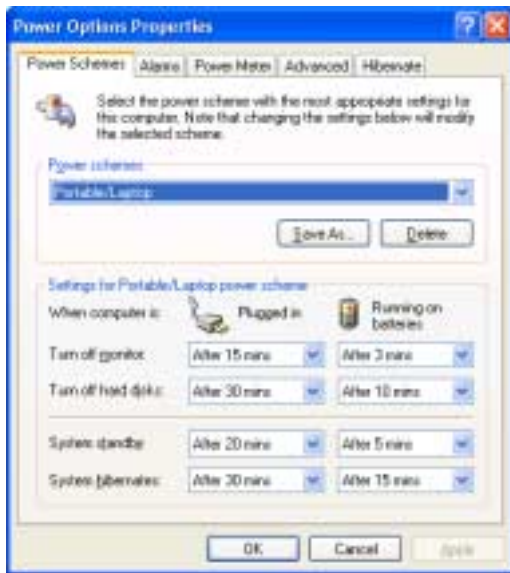 Power Options Properties
Power Schemes Alarms Power Meter Advanced Hibernate
Select the power scheme with the most appropriate settings for
this computer. Note that changing the settings below will modify
the selected scheme.
Power schemes
Portable/Laptop
Save As... Delete
Settings for Portable/Laptop power scheme
When computer is: Plugged in Running on
batteries
Turn off monitor: After 15 mins After 3 mins
Turn off hard disks: After 30 mins After 10 mins
System standby: After 20 mins After 5 mins
System hibernates: After 30 mins After 15 mins
OK Cancel Apply